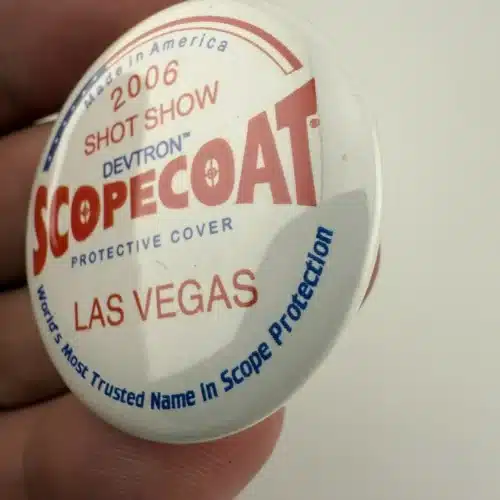 Made in America
2006
SHOT SHOW
DEVTRON™
SCOPECOAT®
PROTECTIVE COVER
LAS VEGAS
World's Most Trusted Name In Scope Protection